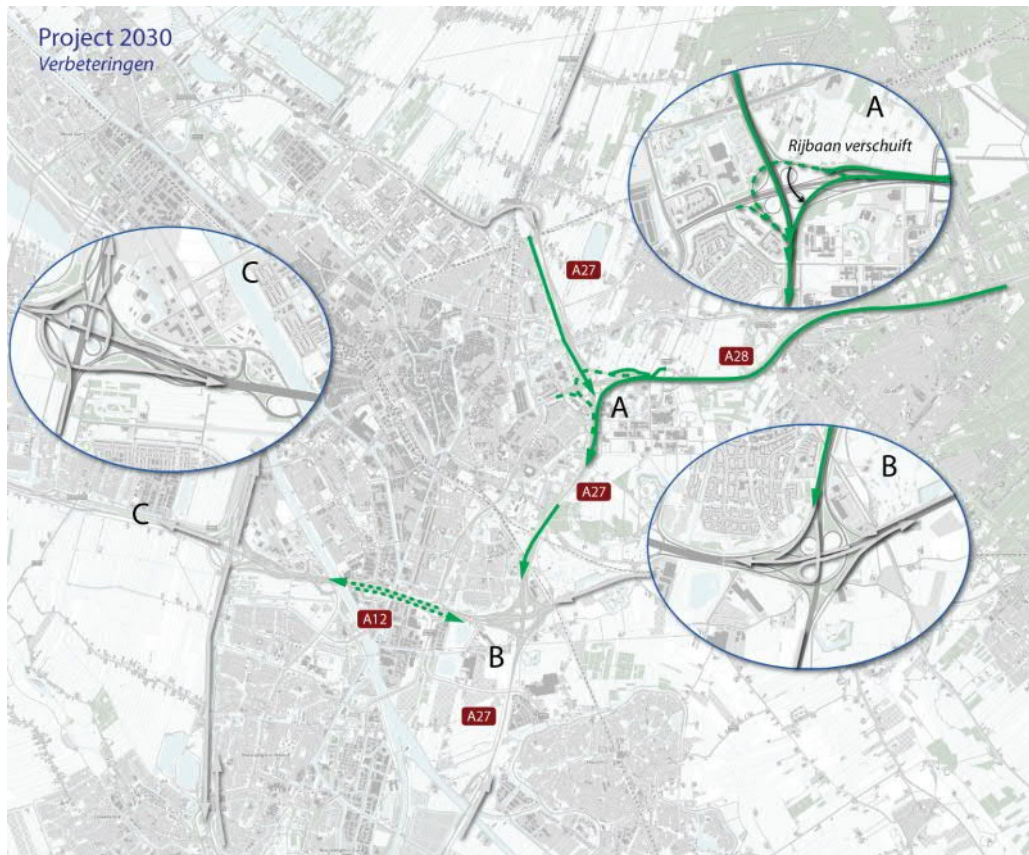 Project 2030
Verbeteringen
A
Rijbaan verschuift
A27
C
A28
A
B
A27
C
A12
B
A27